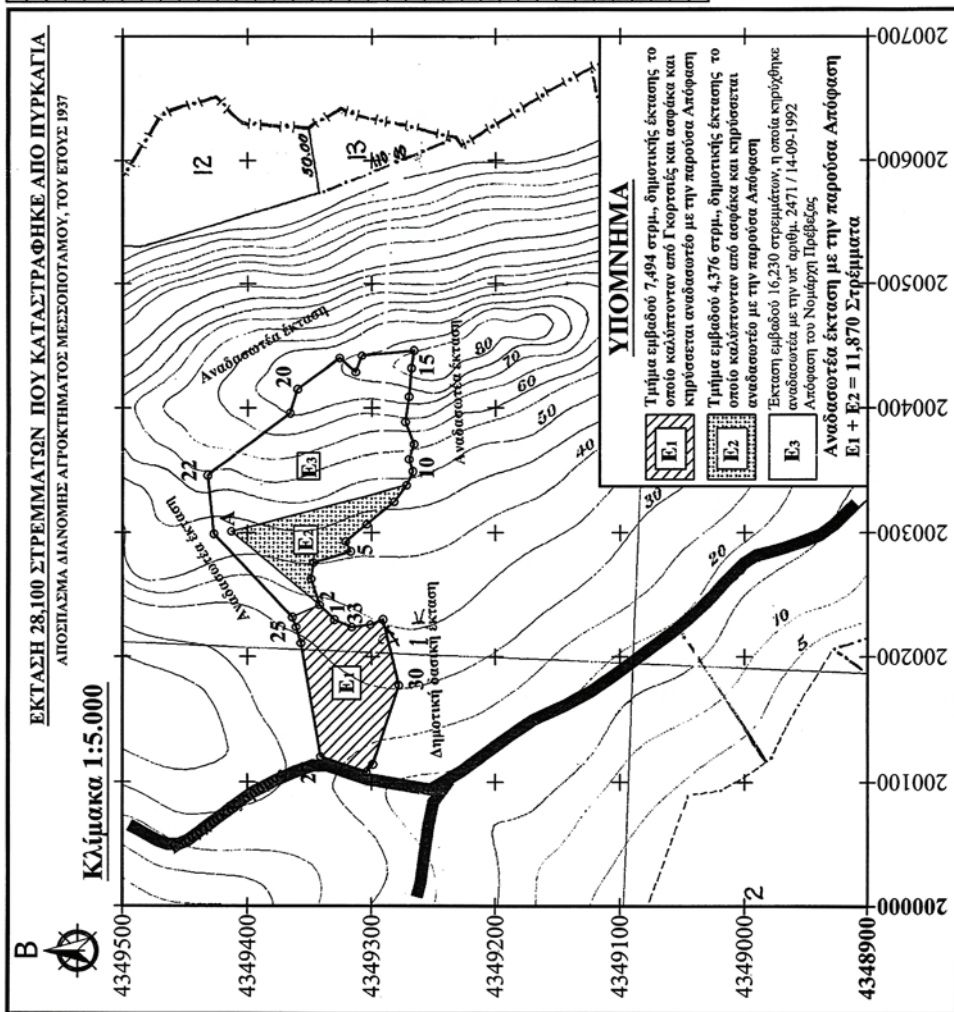 ΕΚΤΑΣΗ 28,100 ΣΤΡΕΜΜΑΤΩΝ ΠΟΥ ΚΑΤΑΣΤΡΑΦΗΚΕ ΑΠΟ ΠΥΡΚΑΓΙΑ
ΑΠΟΣΠΑΣΜΑ ΔΙΑΝΟΜΗΣ ΑΓΡΟΚΤΗΜΑΤΟΣ ΜΕΣΣΟΠΟΤΑΜΟΥ, ΤΟΥ ΕΤΟΥΣ 1937
Β
Κλίμακα 1:5.000
4349500
4349400
4349300
4349200
4349100
4349000
4348900
200000
200100
200200
200300
200400
200500
200600
200700
12
50.00
13
Αναδασωτέα έκταση
20
22
Α
Αναδασωτέα έκταση
E3
E2
25
2
1
33
5
10
15
Αναδασωτέα έκταση
E1
1
Κ
30
Δημοτική δασική έκταση
80
70
60
50
40
30
20
10
5
2
ΥΠΟΜΝΗΜΑ
E1
Τμήμα εμβαδού 7,494 στρμ., δημοτικής έκτασης το
οποίο καλύπτονταν από Γκορτσιές και ασφάκα και
κηρύσσεται αναδασωτέο με την παρούσα Απόφαση
E2
Τμήμα εμβαδού 4,376 στρμ., δημοτικής έκτασης το
οποίο καλύπτονταν από ασφάκα και κηρύσσεται
αναδασωτέο με την παρούσα Απόφαση
E3
Έκταση εμβαδού 16,230 στρεμμάτων, η οποία κηρύχθηκε
αναδασωτέα με την υπ' αριθμ. 2471 / 14-09-1992
Απόφαση του Νομάρχη Πρέβεζας
Αναδασωτέα έκταση με την παρούσα Απόφαση
E1 + E2 = 11,870 Στρέμματα